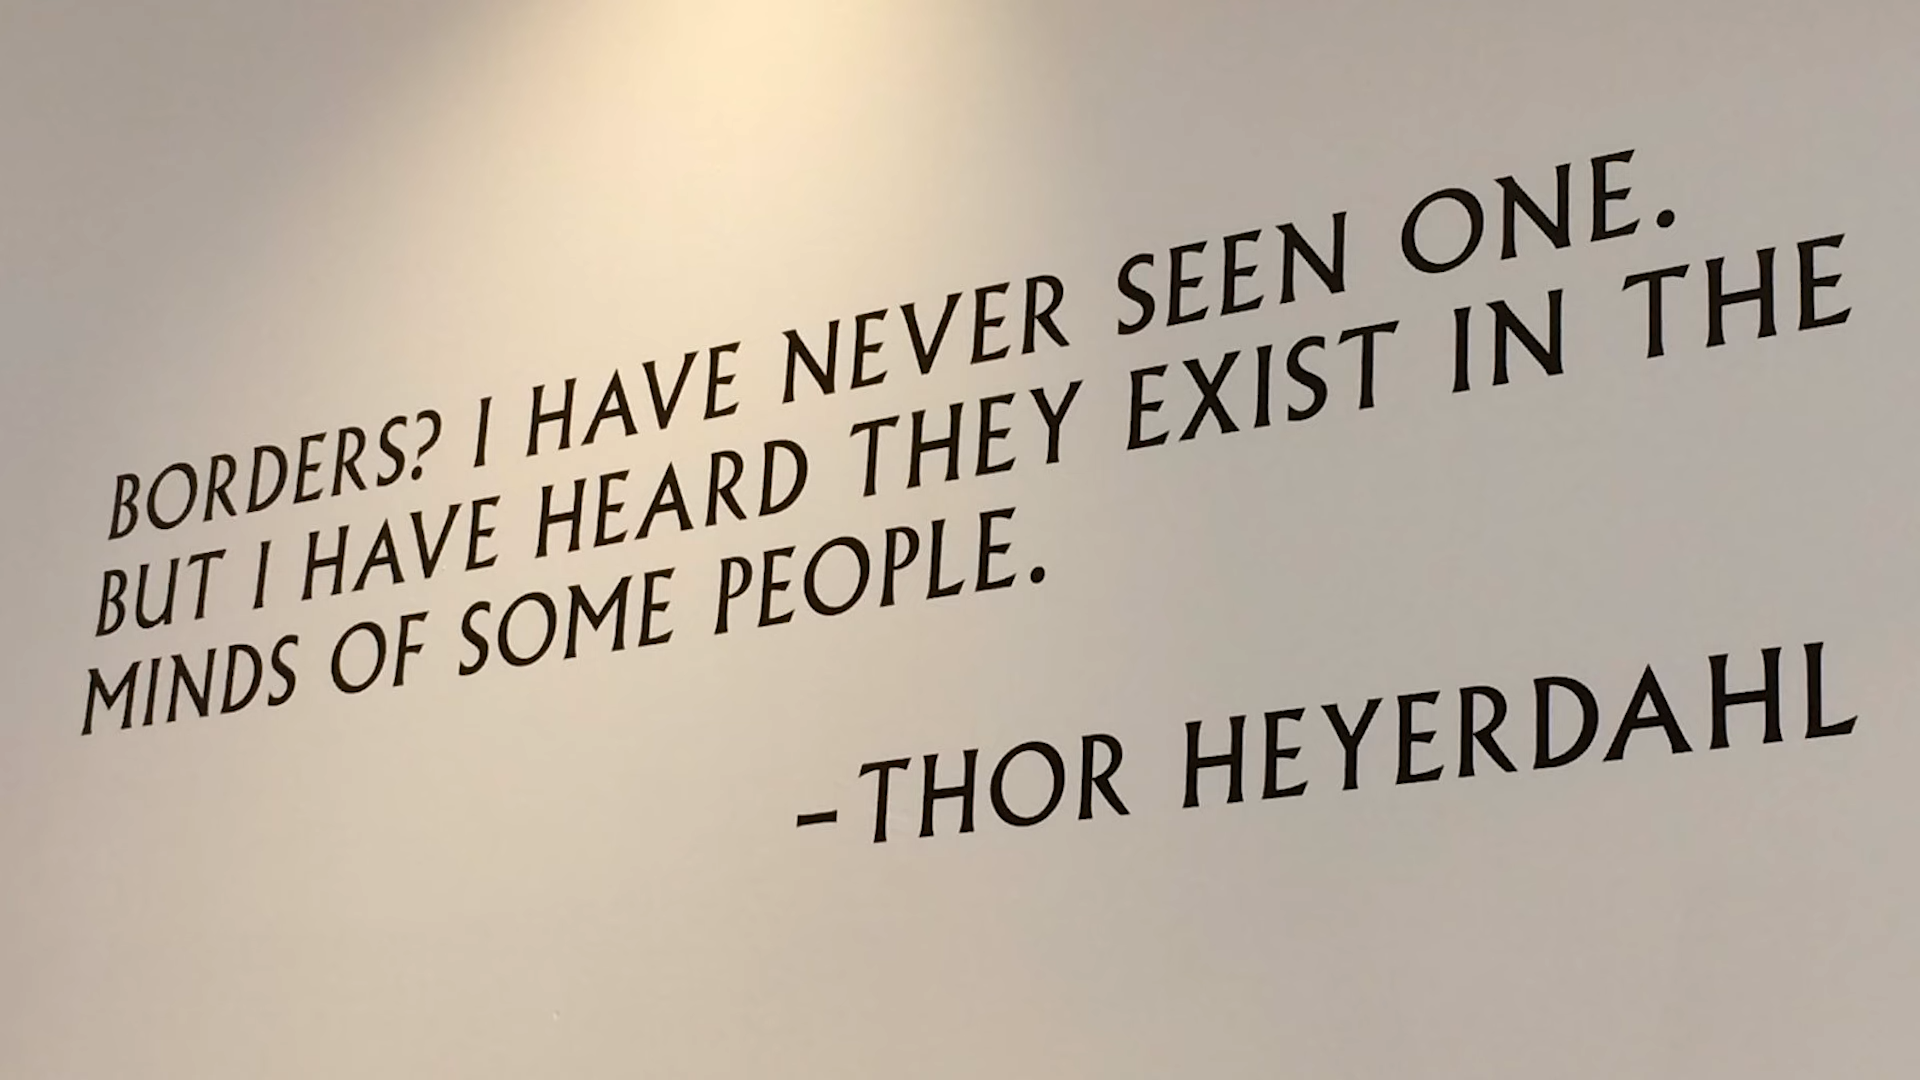 BORDERS? I HAVE NEVER SEEN ONE.
BUT I HAVE HEARD THEY EXIST IN THE
MINDS OF SOME PEOPLE.
–THOR HEYERDAHL